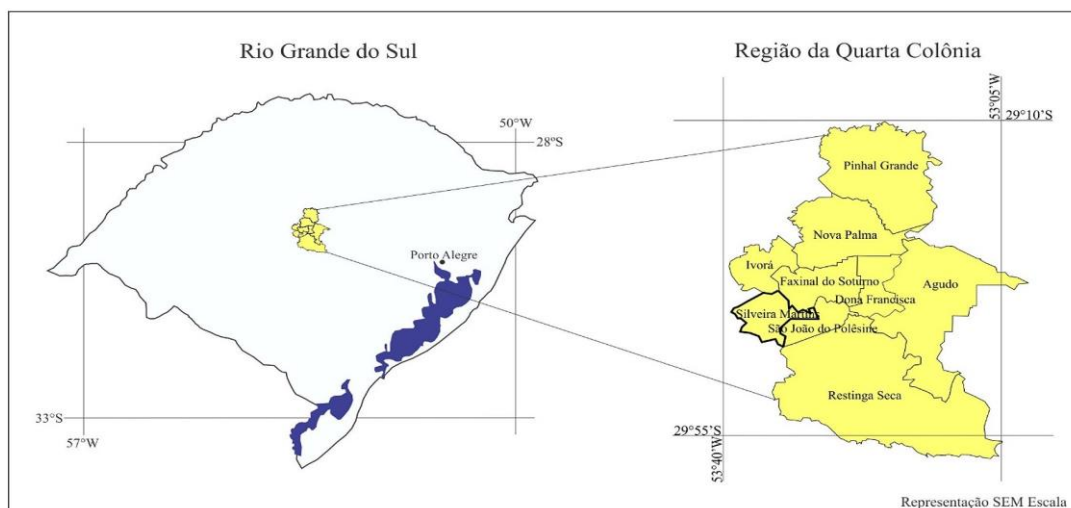 Rio Grande do Sul
50°W
28°S
Porto Alegre
33°S
57°W
Região da Quarta Colônia
53°05'W
29°10'S
Pinhal Grande
Nova Palma
Ivorá
Faxinal do Soturno
Agudo
Dona Francisca
Silveira Martins
São João do Polêsine
Restinga Seca
29°55'S
53°40'W
Representação SEM Escala